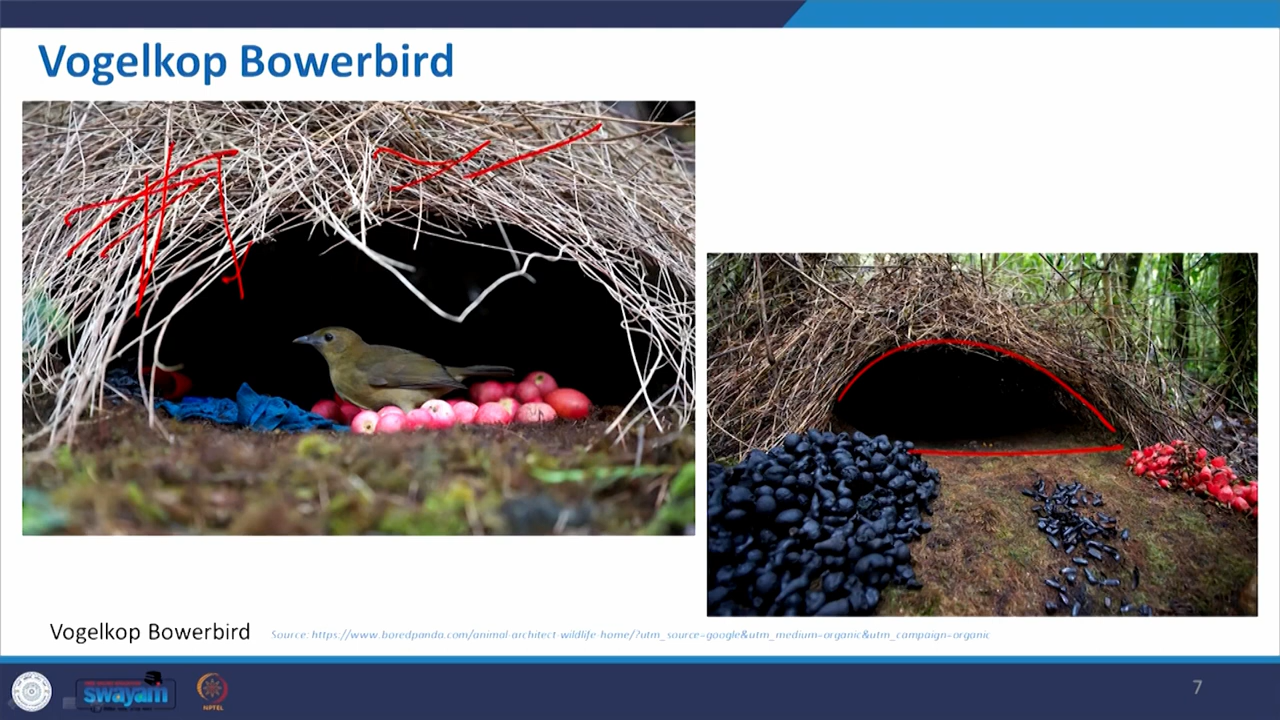 Vogelkop Bowerbird
Vogelkop Bowerbird
Source: https://www.boredpanda.com/animal-architect-wildlife-home/?utm_source=google&utm_medium=organic&utm_campaign=organic
swayam
NPTEL
7